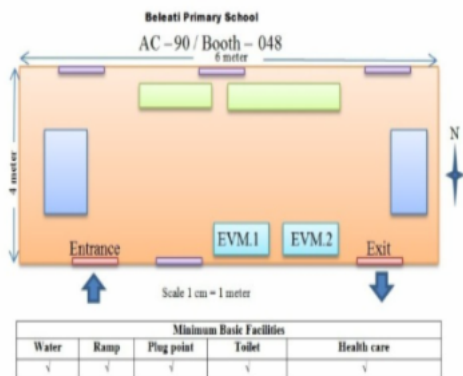 Beleati Primary School
AC – 90 / Booth – 048
6 meter
4 meter
N
EVM.1 EVM.2
Entrance Exit
Scale 1 cm = 1 meter
Minimum Basic Facilities
Water Ramp Plug point Toilet Health care
√ √ √ √ √